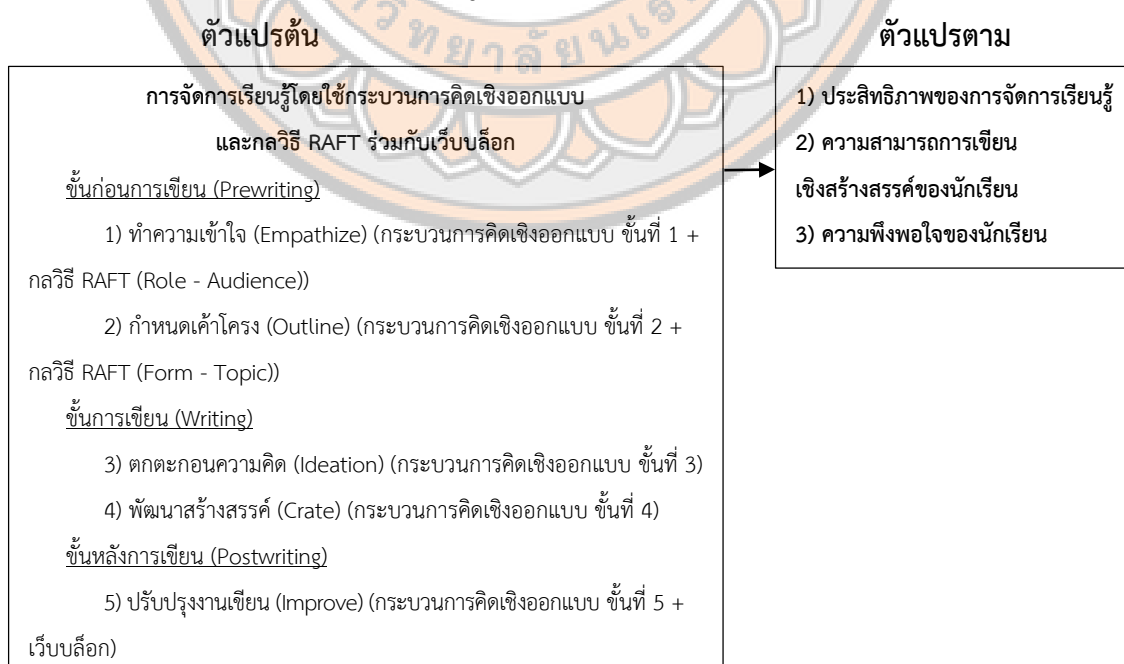 ตัวแปรต้น
ตัวแปรตาม
การจัดการเรียนรู้โดยใช้กระบวนการคิดเชิงออกแบบ
และกลวิธี RAFT ร่วมกับเว็บบล็อก
ขั้นก่อนการเขียน (Prewriting)
1) ทำความเข้าใจ (Empathize) (กระบวนการคิดเชิงออกแบบ ขั้นที่ 1 +
กลวิธี RAFT (Role - Audience))
2) กำหนดเค้าโครง (Outline) (กระบวนการคิดเชิงออกแบบ ขั้นที่ 2 +
กลวิธี RAFT (Form - Topic))
ขั้นการเขียน (Writing)
3) ตกตะกอนความคิด (Ideation) (กระบวนการคิดเชิงออกแบบ ขั้นที่ 3)
4) พัฒนาสร้างสรรค์ (Crate) (กระบวนการคิดเชิงออกแบบ ขั้นที่ 4)
ขั้นหลังการเขียน (Postwriting)
5) ปรับปรุงงานเขียน (Improve) (กระบวนการคิดเชิงออกแบบ ขั้นที่ 5 +
เว็บบล็อก)
1) ประสิทธิภาพของการจัดการเรียนรู้
2) ความสามารถการเขียน
เชิงสร้างสรรค์ของนักเรียน
3) ความพึงพอใจของนักเรียน